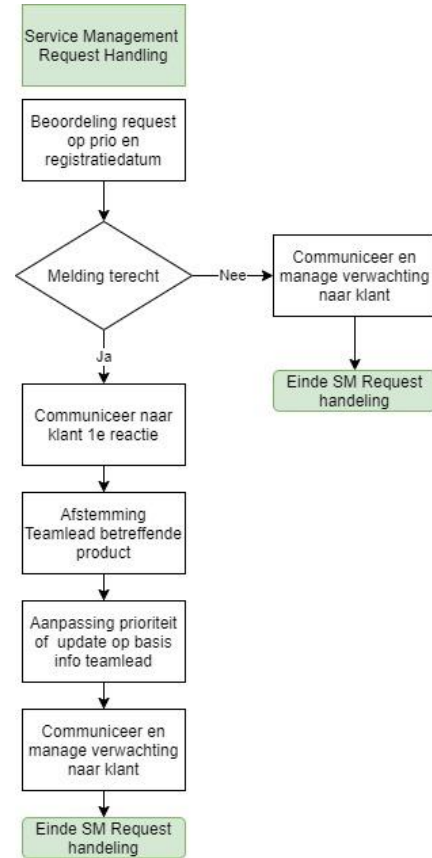 Service Management
Request Handling
Beoordeling request
op prio en
registratiedatum
Melding terecht
Nee
Communiceer en
manage verwachting
naar klant
Einde SM Request
handeling
Ja
Communiceer naar
klant 1e reactie
Afstemming
Teamlead betreffende
product
Aanpassing prioriteit
of update op basis
info teamlead
Communiceer en
manage verwachting
naar klant
Einde SM Request
handeling